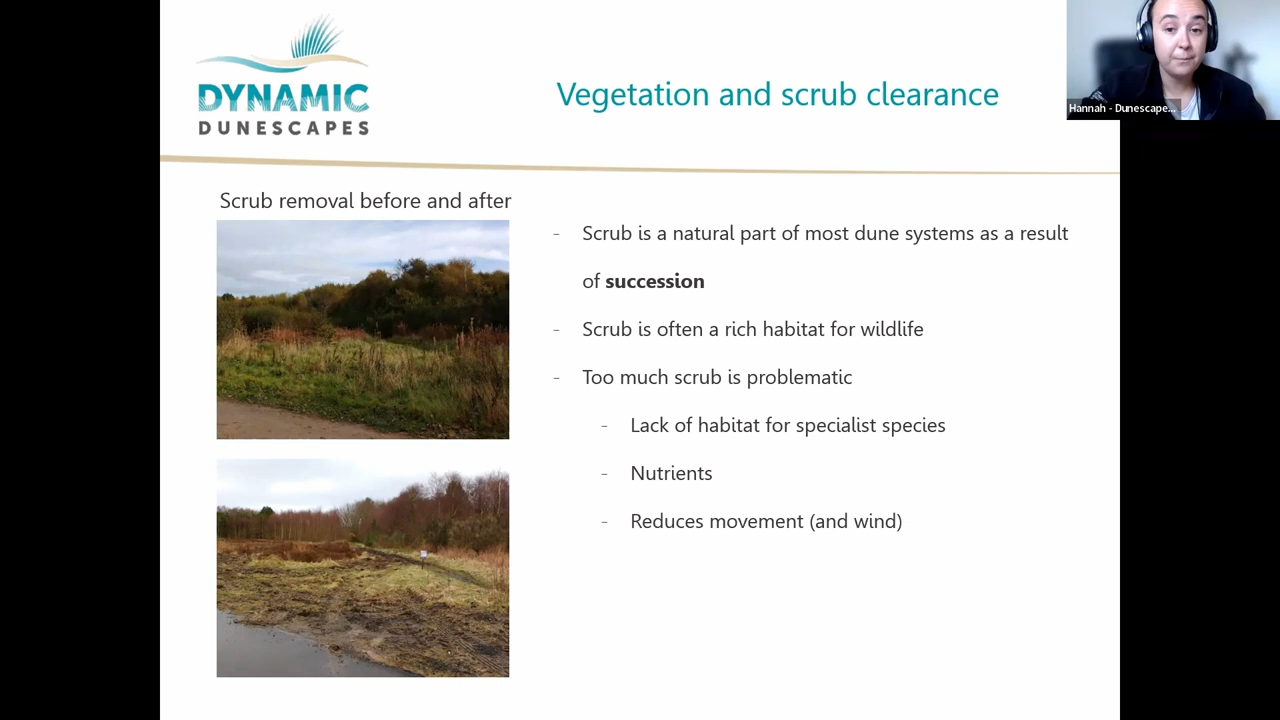 DYNAMIC
DUNESCAPES
Vegetation and scrub clearance
Hannah - Dunescape...
Scrub removal before and after
- Scrub is a natural part of most dune systems as a result
of succession
- Scrub is often a rich habitat for wildlife
- Too much scrub is problematic
- Lack of habitat for specialist species
- Nutrients
- Reduces movement (and wind)